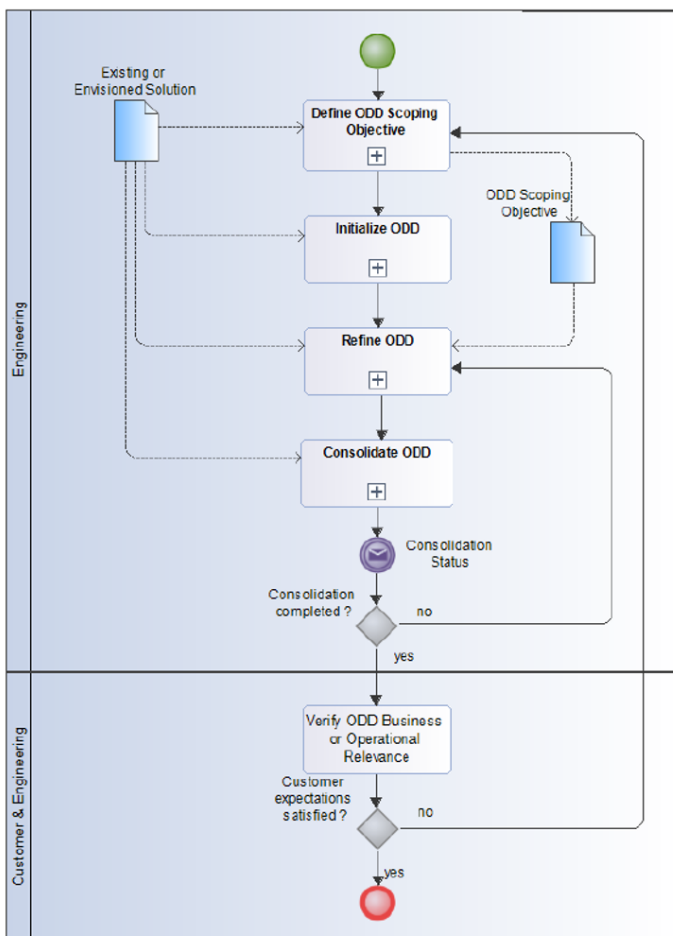 Existing or
Envisioned Solution
Define ODD Scoping
Objective
ODD Scoping
Objective
Initialize ODD
Refine ODD
Consolidate ODD
Consolidation
Status
Consolidation
completed ?
no
yes
Engineering
Verify ODD Business
or Operational
Relevance
Customer
expectations
satisfied ?
no
yes
Customer & Engineering